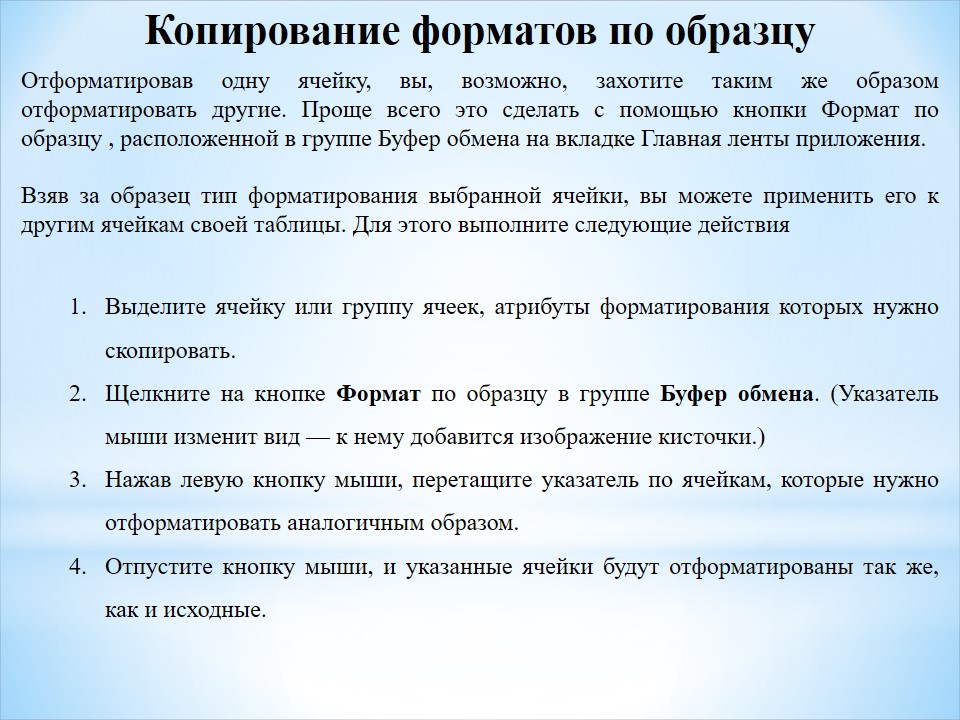 Копирование форматов по образцу
Отформатировав одну ячейку, вы, возможно, захотите таким же образом
отформатировать другие. Проще всего это сделать с помощью кнопки Формат по
образцу , расположенной в группе Буфер обмена на вкладке Главная ленты приложения.
Взяв за образец тип форматирования выбранной ячейки, вы можете применить его к
другим ячейкам своей таблицы. Для этого выполните следующие действия
1. Выделите ячейку или группу ячеек, атрибуты форматирования которых нужно
скопировать.
2. Щелкните на кнопке Формат по образцу в группе Буфер обмена. (Указатель
мыши изменит вид — к нему добавится изображение кисточки.)
3. Нажав левую кнопку мыши, перетащите указатель по ячейкам, которые нужно
отформатировать аналогичным образом.
4. Отпустите кнопку мыши, и указанные ячейки будут отформатированы так же,
как и исходные.